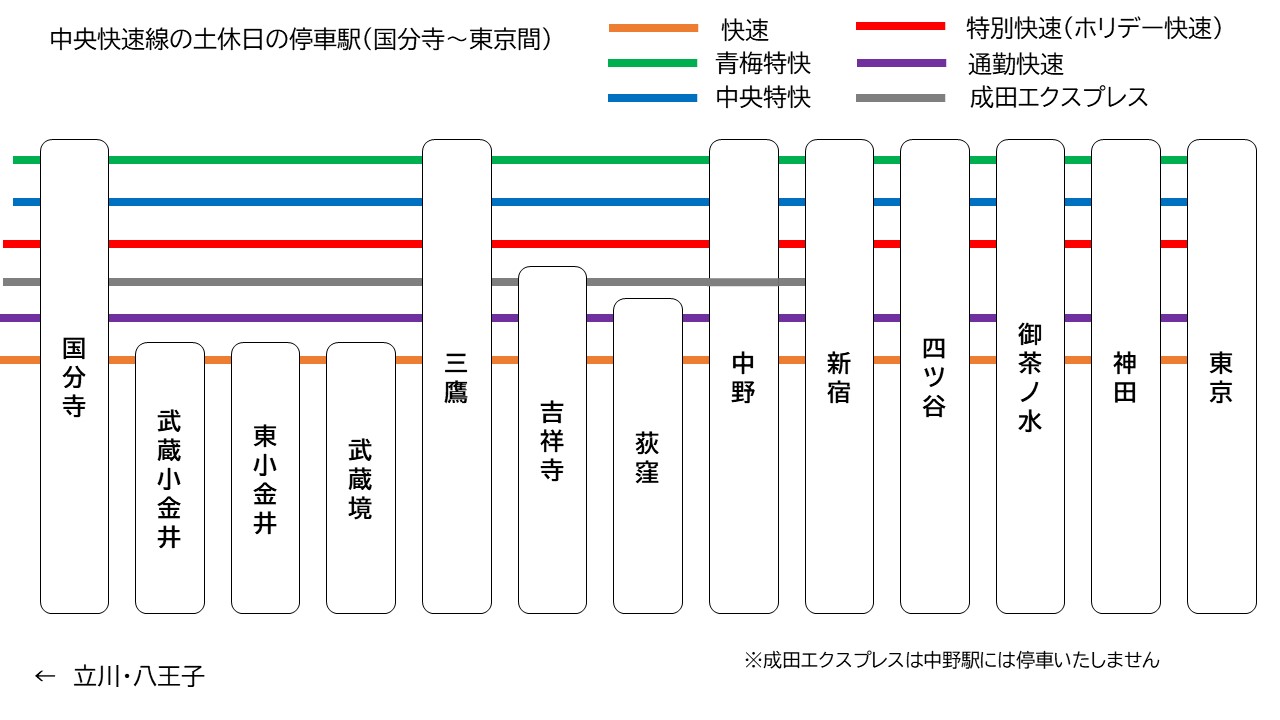 中央快速線の土休日の停車駅（国分寺～東京間）
快速
特別快速（ホリデー快速）
青梅特快
通勤快速
中央特快
成田エクスプレス
国分寺
武蔵小金井
東小金井
武蔵境
三鷹
吉祥寺
荻窪
中野
新宿
四ツ谷
御茶ノ水
神田
東京
← 立川・八王子
※成田エクスプレスは中野駅には停車いたしません